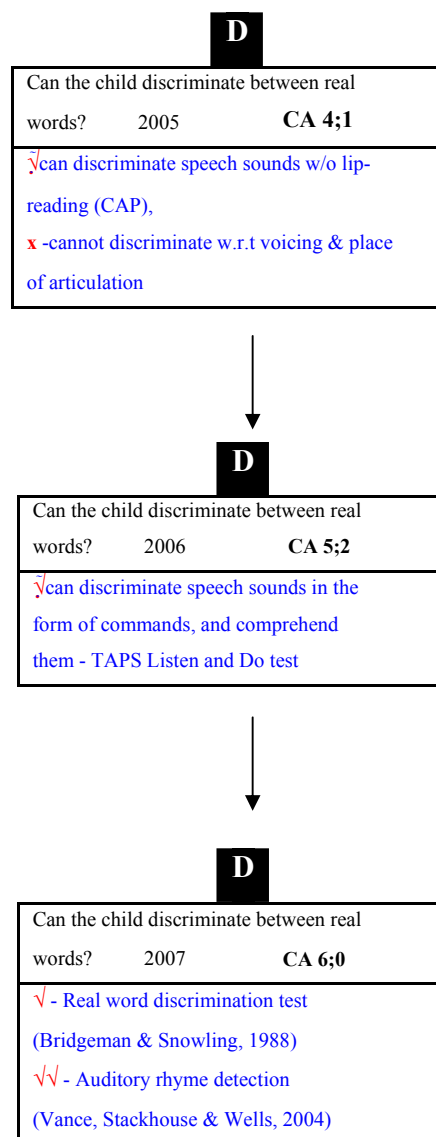 D
Can the child discriminate between real
words? 2005 CA 4;1
√̣̃can discriminate speech sounds w/o lip-
reading (CAP),
x -cannot discriminate w.r.t voicing & place
of articulation
D
Can the child discriminate between real
words? 2006 CA 5;2
√̣̃can discriminate speech sounds in the
form of commands, and comprehend
them - TAPS Listen and Do test
D
Can the child discriminate between real
words? 2007 CA 6;0
√ - Real word discrimination test
(Bridgeman & Snowling, 1988)
√√ - Auditory rhyme detection
(Vance, Stackhouse & Wells, 2004)